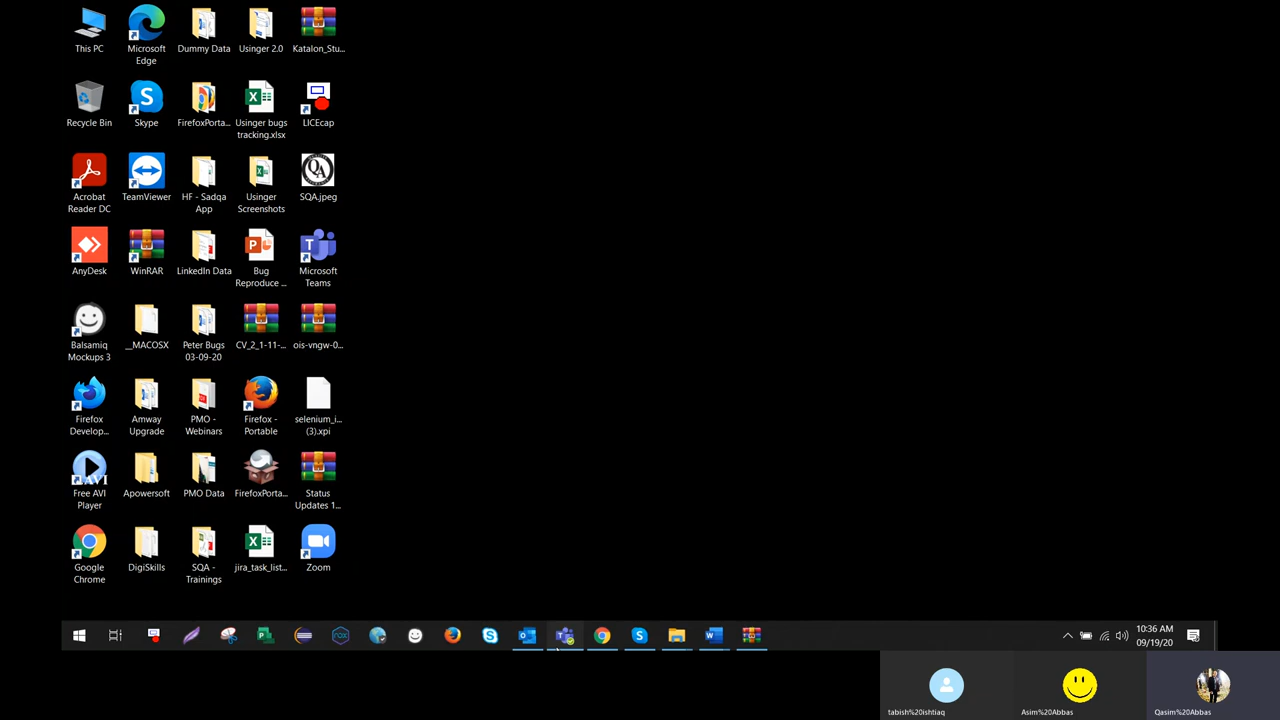 This PC
Microsoft
Edge
Dummy Data
Usinger 2.0
Katalon_Stu...
Recycle Bin
Skype
FirefoxPorta...
Usinger bugs
tracking.xlsx
LICEcap
Acrobat
Reader DC
TeamViewer
HF - Sadqa
App
Usinger
Screenshots
QA
SQA.jpeg
AnyDesk
WinRAR
LinkedIn Data
Bug
Reproduce ...
Microsoft
Teams
Balsamiq
Mockups 3
__MACOSX
Peter Bugs
03-09-20
CV_2_1-11-...
ois-vngw-0...
Firefox
Develop...
Amway
Upgrade
PMO -
Webinars
Firefox -
Portable
selenium_i...
(3).xpi
AVI
Free AVI
Player
Apowersoft
PMO Data
FirefoxPorta...
Status
Updates 1...
Google
Chrome
DigiSkills
SQA -
Trainings
jira_task_list...
Zoom
10:36 AM
09/19/20
tabish%20ishtiaq
Asim%20Abbas
Qasim%20Abbas